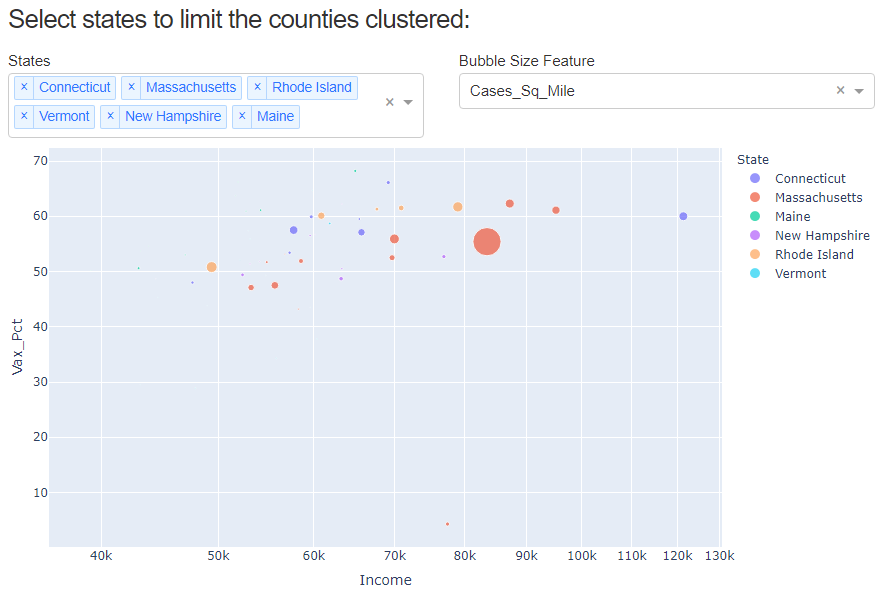 Select states to limit the counties clustered:
States
Bubble Size Feature
× Connecticut × Massachusetts × Rhode Island
× Vermont × New Hampshire × Maine
×
Cases_Sq_Mile ×
State
Connecticut
Massachusetts
Maine
New Hampshire
Rhode Island
Vermont
70
60
50
40
30
20
10
Vax_Pct
40k 50k 60k 70k 80k 90k 100k 110k 120k 130k
Income